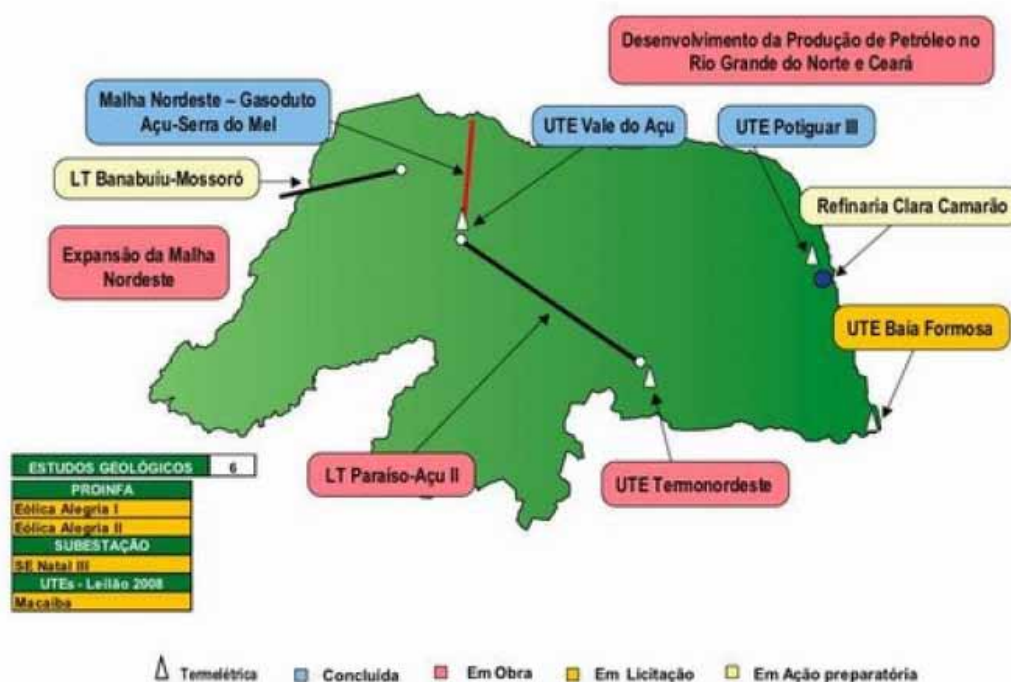 Desenvolvimento da Produção de Petróleo no
Rio Grande do Norte e Ceará
Malha Nordeste – Gasoduto
Açu-Serra do Mel
UTE Vale do Açu
UTE Potiguar III
LT Banabuiu-Mossoró
Refinaria Clara Camarão
Expansão da Malha
Nordeste
UTE Baía Formosa
LT Paraíso-Açu II
UTE Termonordeste
ESTUDOS GEOLÓGICOS 6
PROINFA
Eólica Alegria I
Eólica Alegria II
SUBESTAÇÃO
SE Natal III
UTEs - Leilão 2008
Macaíba
Termelétrica
Concluída
Em Obra
Em Licitação
Em Ação preparatória